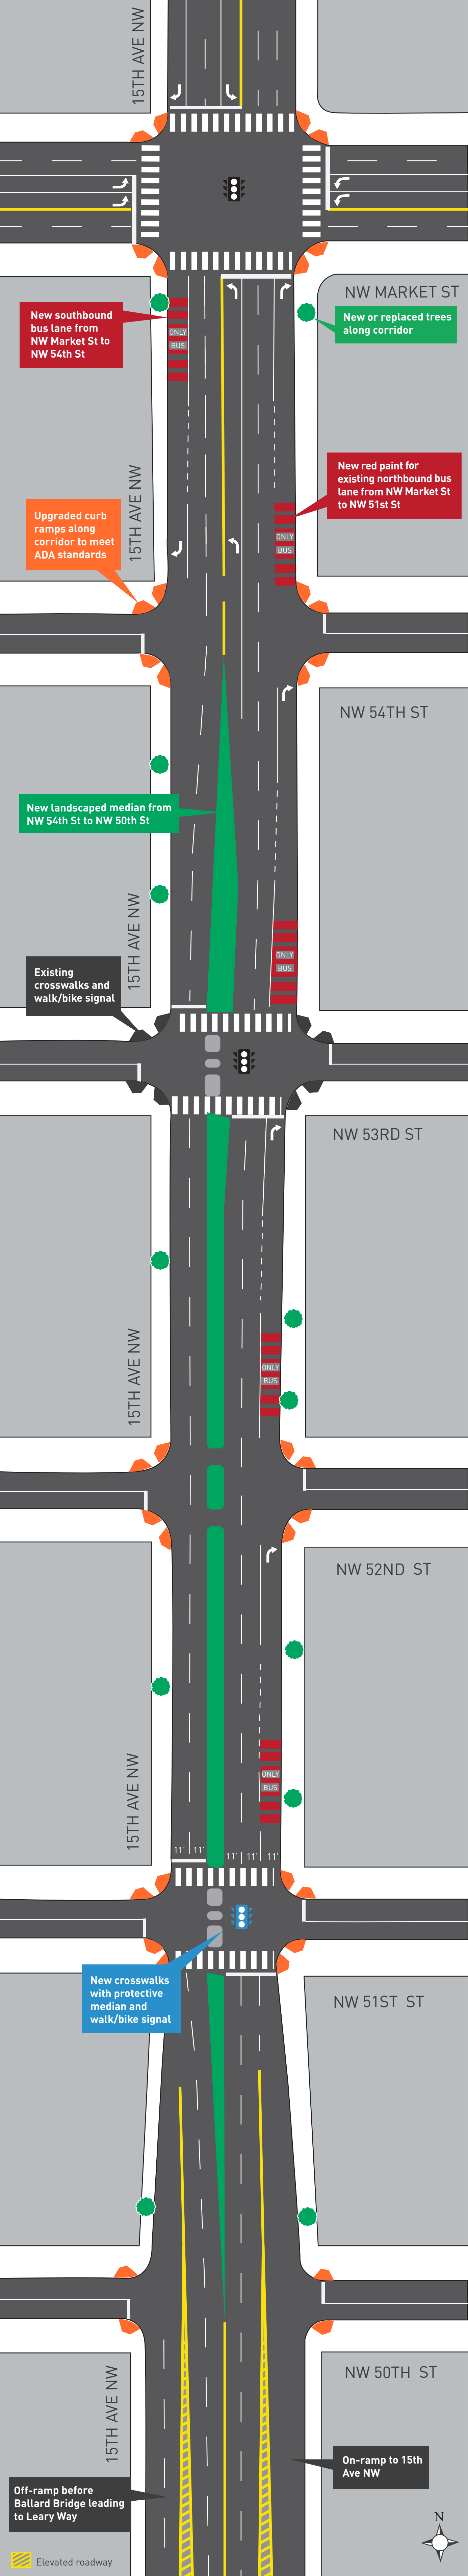 15TH AVE NW
NW MARKET ST
New southbound
bus lane from
NW Market St to
NW 54th St
New or replaced trees
along corridor
ONLY
BUS
New red paint for
existing northbound bus
lane from NW Market St
to NW 51st St
15TH AVE NW
Upgraded curb
ramps along
corridor to meet
ADA standards
ONLY
BUS
NW 54TH ST
New landscaped median from
NW 54th St to NW 50th St
15TH AVE NW
ONLY
BUS
Existing
crosswalks and
walk/bike signal
NW 53RD ST
15TH AVE NW
ONLY
BUS
NW 52ND ST
15TH AVE NW
ONLY
BUS
11' 11' 11' 11' 11'
New crosswalks
with protective
median and
walk/bike signal
NW 51ST ST
NW 50TH ST
15TH AVE NW
On-ramp to 15th
Ave NW
Off-ramp before
Ballard Bridge leading
to Leary Way
N
Elevated roadway